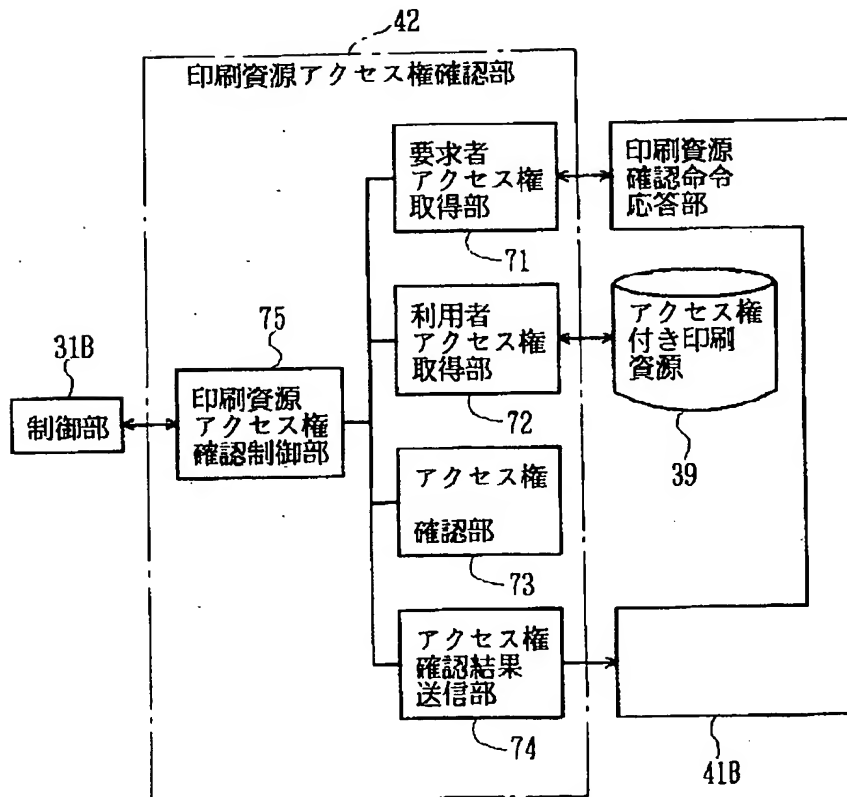 42
印刷資源アクセス権確認部
要求者
アクセス権
取得部
71
印刷資源
確認命令
応答部
利用者
アクセス権
取得部
72
アクセス権
付き印刷
資源
39
31B
制御部
75
印刷資源
アクセス権
確認制御部
アクセス権
確認部
73
アクセス権
確認結果
送信部
74
41B